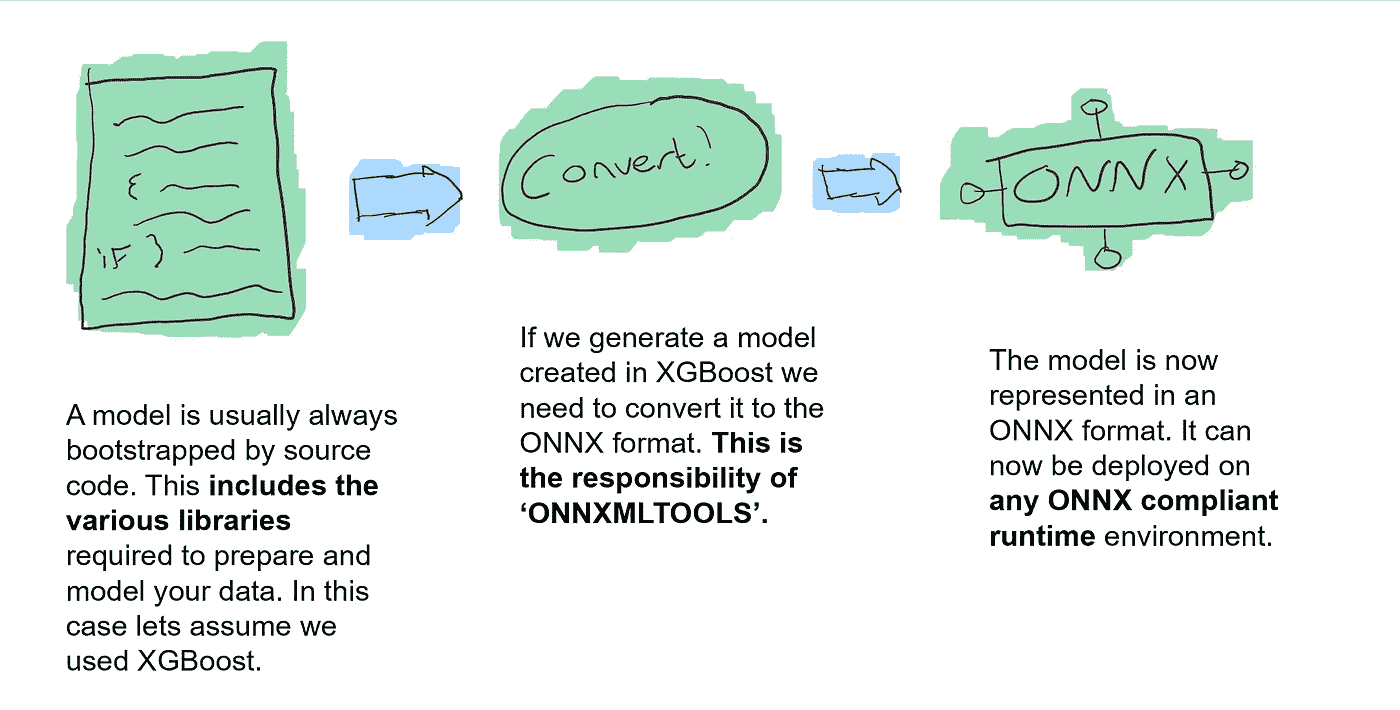 if }
{
Convert!
ONNX
A model is usually always
bootstrapped by source
code. This includes the
various libraries
required to prepare and
model your data. In this
case lets assume we
used XGBoost.
If we generate a model
created in XGBoost we
need to convert it to the
ONNX format. This is
the responsibility of
‘ONNXMLTOOLS’.
The model is now
represented in an
ONNX format. It can
now be deployed on
any ONNX compliant
runtime environment.